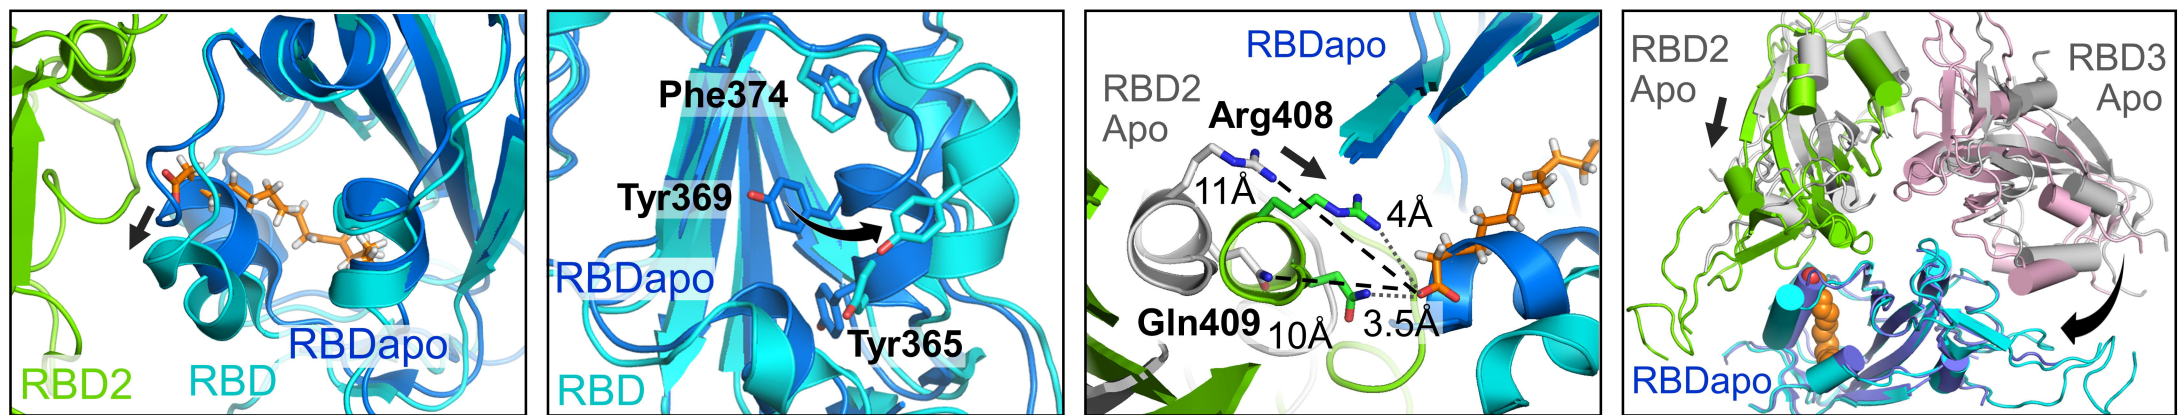 RBD2
RBD
RBDapo
Phe374
Tyr369
RBDapo
Tyr365
RBD
RBDapo
RBD2
Apo
Arg408
11Å
4Å
Gln409
10Å
3.5Å
RBD2
Apo
RBD3
Apo
RBDapo